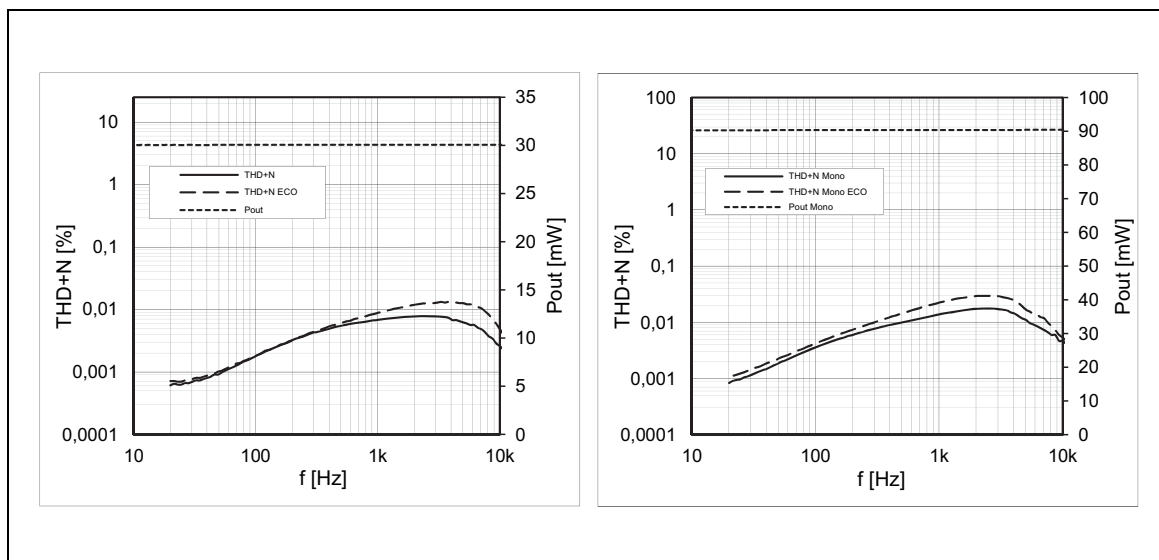 THD+N [%]
10
1
0,1
0,01
0,001
0,0001
THD+N
THD+N ECO
Pout
35
30
25
20
15
10
5
0
Pout [mW]
10
100
1k
10k
f [Hz]
THD+N [%]
100
10
1
0,1
0,01
0,001
0,0001
THD+N Mono
THD+N Mono ECO
Pout Mono
100
90
80
70
60
50
40
30
20
10
0
Pout [mW]
10
100
1k
10k
f [Hz]